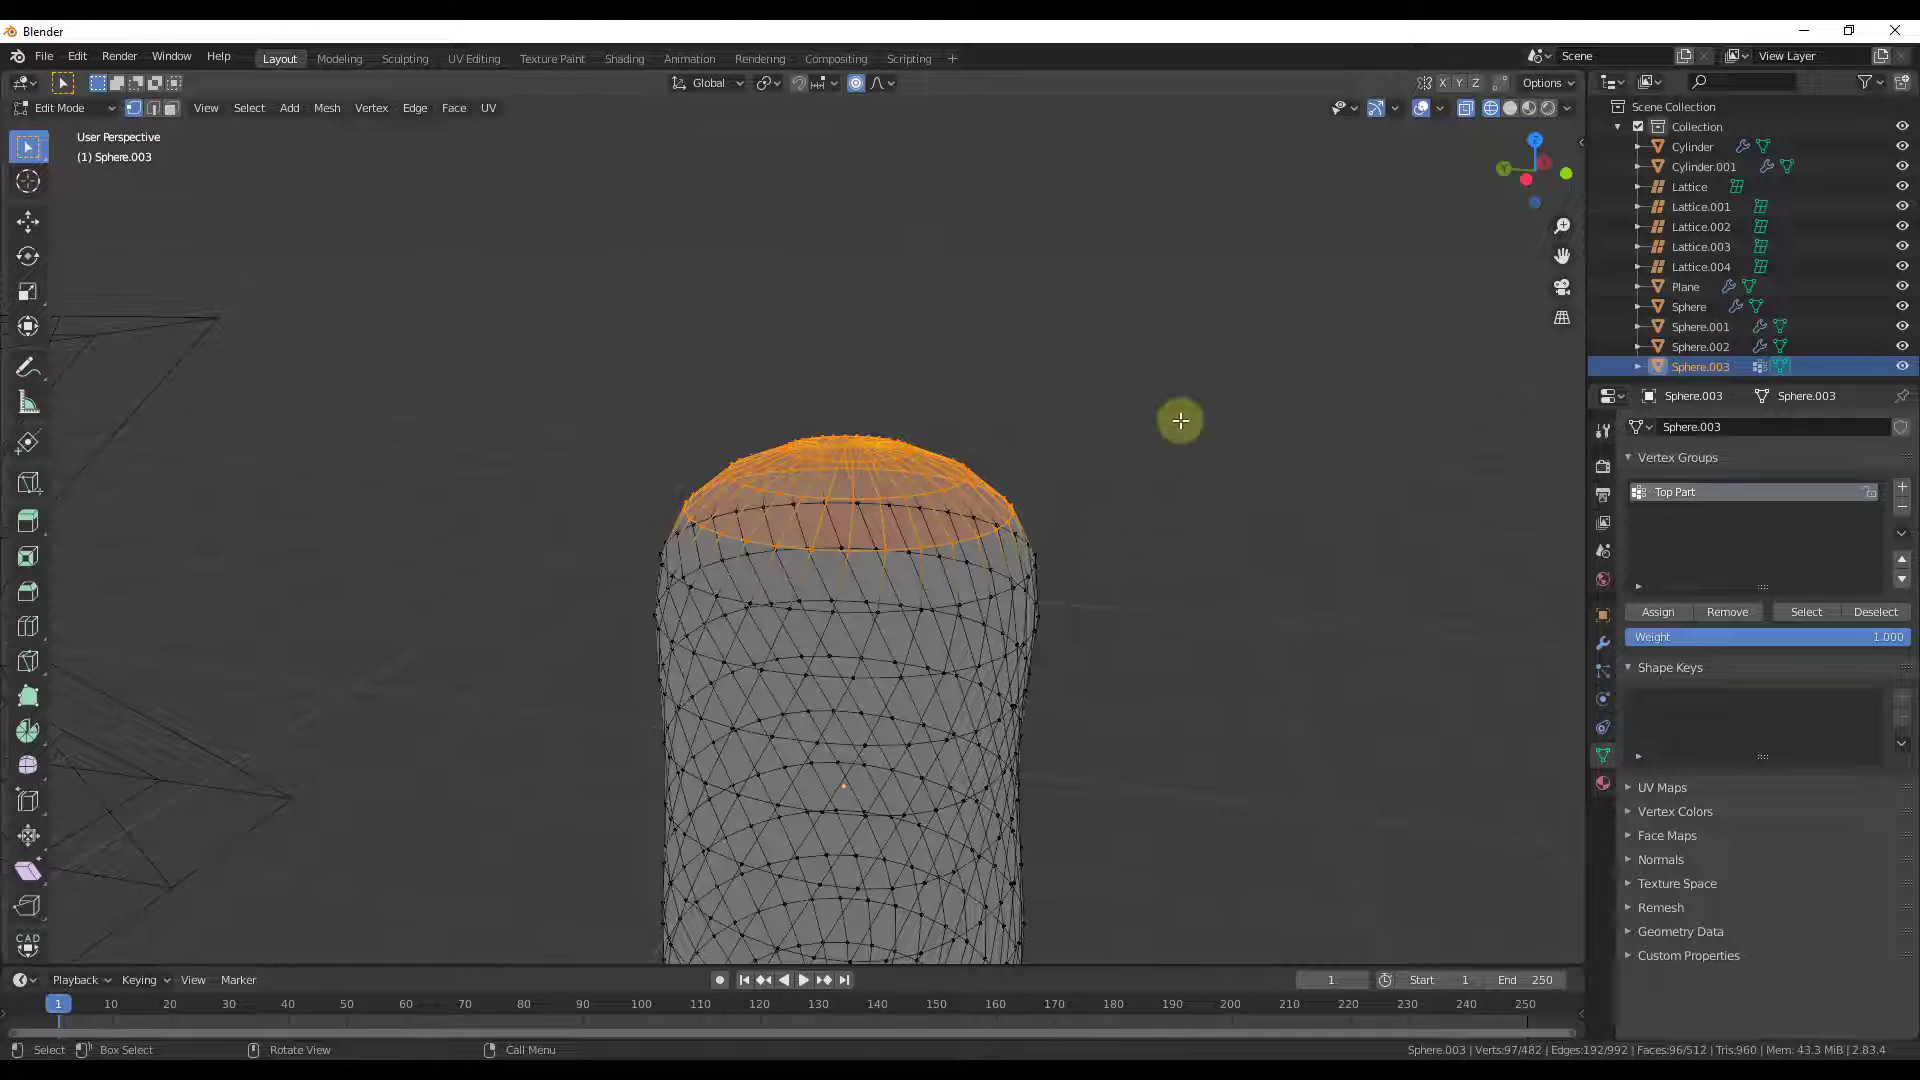 Blender
File Edit Render Window Help Layout Modeling Sculpting UV Editing Texture Paint Shading Animation Rendering Compositing Scripting + Scene View Layer
Global X Y Z Options
Edit Mode View Select Add Mesh Vertex Edge Face UV
User Perspective
(1) Sphere.003
Z
Y
CAD
Scene Collection
Collection
Cylinder
Cylinder.001
Lattice
Lattice.001
Lattice.002
Lattice.003
Lattice.004
Plane
Sphere
Sphere.001
Sphere.002
Sphere.003
Sphere.003 Sphere.003
Sphere.003
Vertex Groups
Top Part
Assign Remove Select Deselect
Weight 1.000
Shape Keys
UV Maps
Vertex Colors
Face Maps
Normals
Texture Space
Remesh
Geometry Data
Custom Properties
Playback Keying View Marker 1 Start 1 End 250
1 10 20 30 40 50 60 70 80 90 100 110 120 130 140 150 160 170 180 190 200 210 220 230 240 250
Select Box Select Rotate View Call Menu Sphere.003 | Verts:97/482 | Edges:192/992 | Faces:96/512 | Tris:960 | Mem: 43.3 MiB | 2.83.4